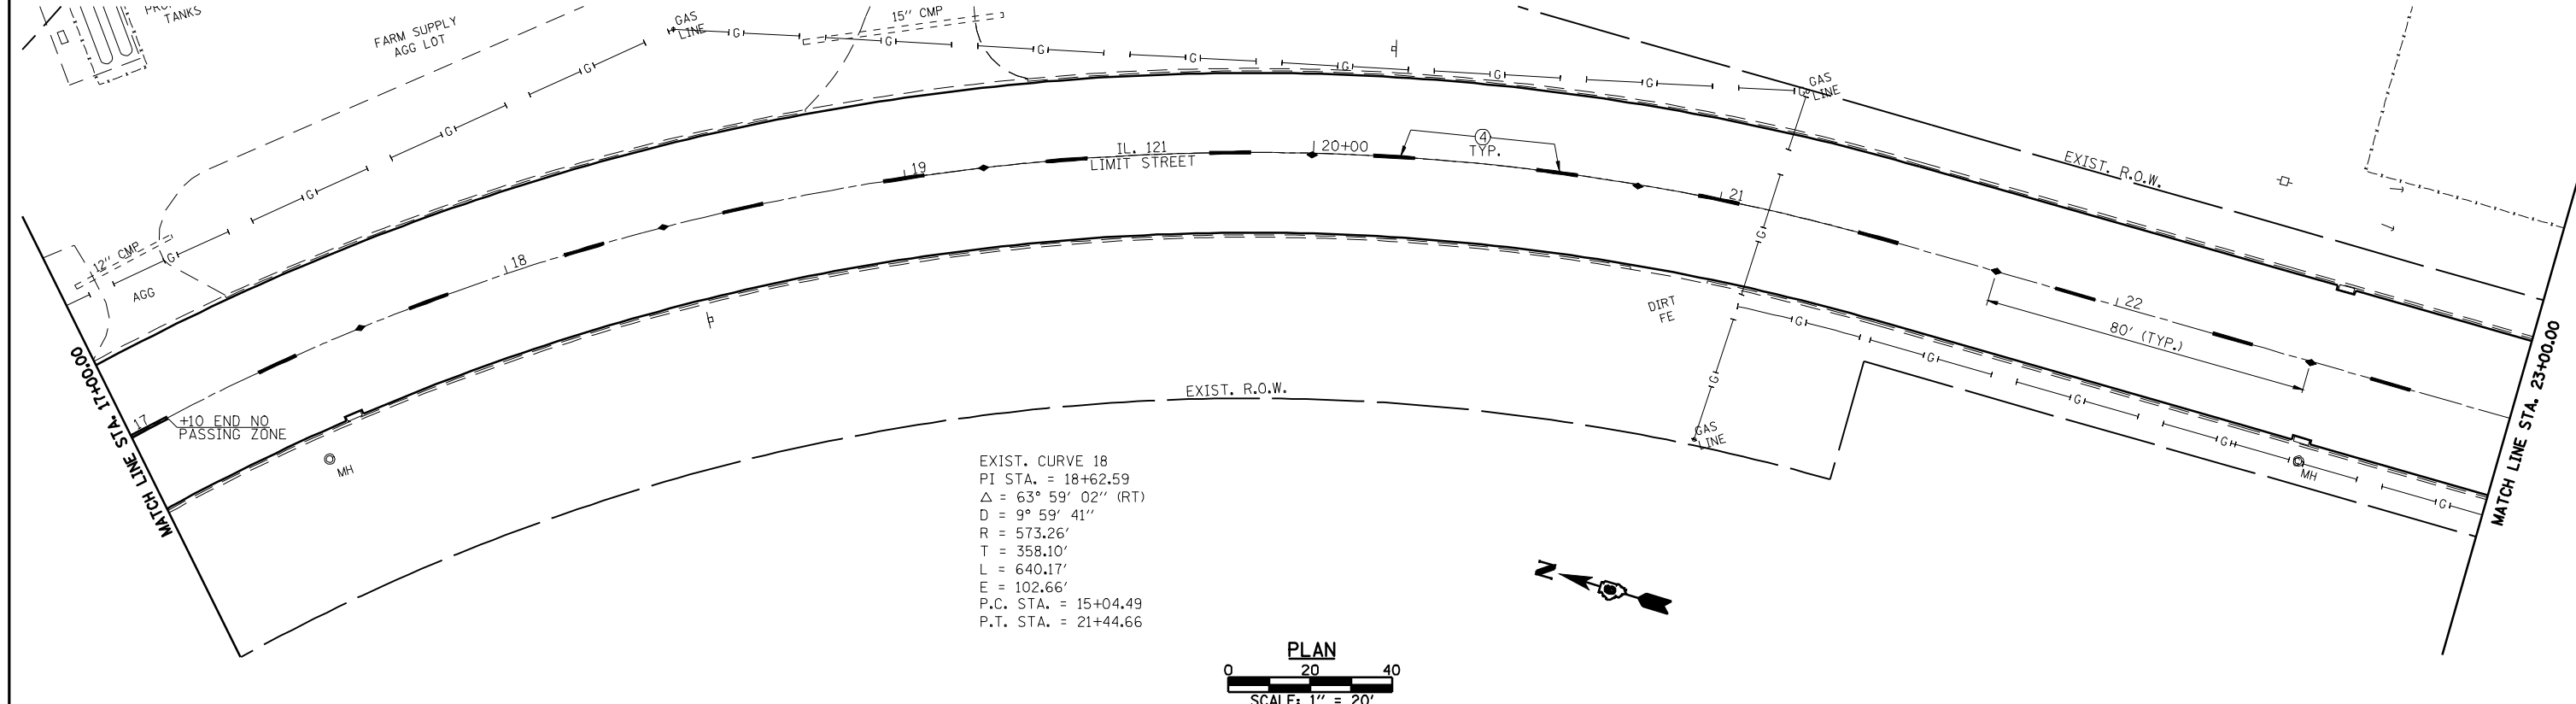 TANKS
FARM SUPPLY
AGG LOT
GAS
LINE
15" CMP
G
G
G
G
G
G
G
G
GAS
LINE
G
G
G
G
G
12" CMP
AGG
IL. 121
LIMIT STREET
17
18
19
20+00
21
22
4
TYP.
EXIST. R.O.W.
80' (TYP.)
+10 END NO
PASSING ZONE
MH
MATCH LINE STA. 17+00.00
MATCH LINE STA. 23+00.00
DIRT
FE
G
G
G
G
G
G
G
GAS
LINE
MH
EXIST. R.O.W.
EXIST. CURVE 18
PI STA. = 18+62.59
△ = 63° 59' 02" (RT)
D = 9° 59' 41"
R = 573.26'
T = 358.10'
L = 640.17'
E = 102.66'
P.C. STA. = 15+04.49
P.T. STA. = 21+44.66
N
PLAN
0 20 40
SCALE: 1" = 20'